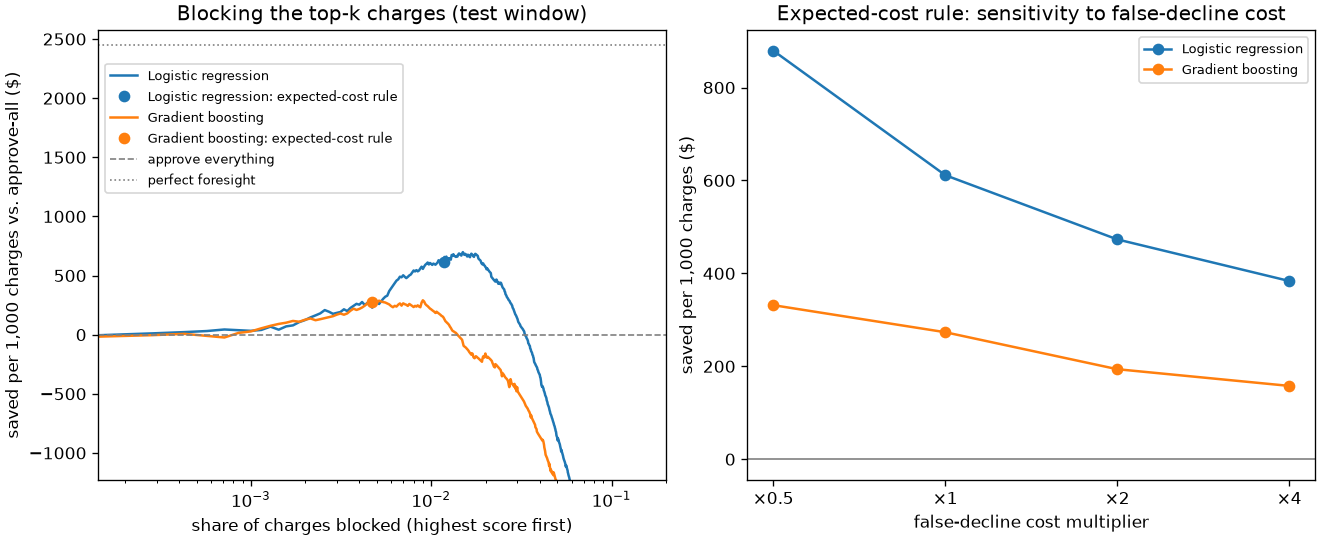 Blocking the top-k charges (test window)
saved per 1,000 charges vs. approve-all ($)
2500
2000
1500
1000
500
0
−500
−1000
Logistic regression
Logistic regression: expected-cost rule
Gradient boosting
Gradient boosting: expected-cost rule
approve everything
perfect foresight
10⁻³
10⁻²
10⁻¹
share of charges blocked (highest score first)
Expected-cost rule: sensitivity to false-decline cost
saved per 1,000 charges ($)
800
600
400
200
0
Logistic regression
Gradient boosting
×0.5
×1
×2
×4
false-decline cost multiplier